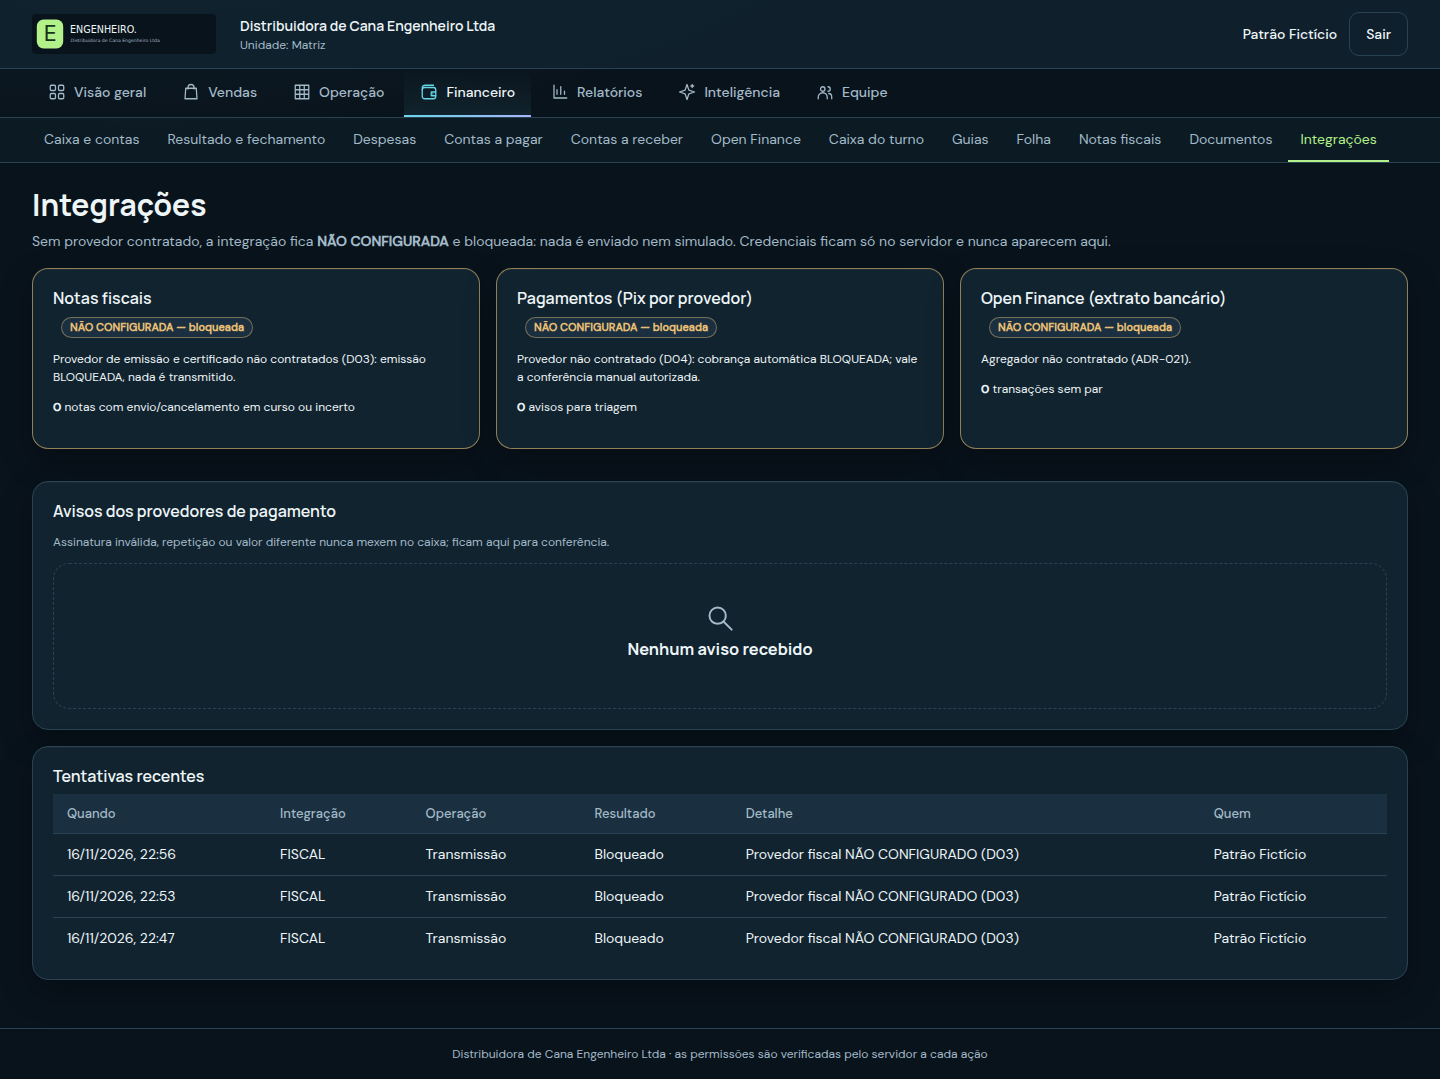 E ENGENHEIRO.
Distribuidora de Cana Engenheiro Ltda
Distribuidora de Cana Engenheiro Ltda
Unidade: Matriz
Patrão Fictício
Sair
Visão geral
Vendas
Operação
Financeiro
Relatórios
Inteligência
Equipe
Caixa e contas
Resultado e fechamento
Despesas
Contas a pagar
Contas a receber
Open Finance
Caixa do turno
Guias
Folha
Notas fiscais
Documentos
Integrações
Integrações
Sem provedor contratado, a integração fica NÃO CONFIGURADA e bloqueada: nada é enviado nem simulado. Credenciais ficam só no servidor e nunca aparecem aqui.
Notas fiscais
NÃO CONFIGURADA — bloqueada
Provedor de emissão e certificado não contratados (D03): emissão
BLOQUEADA, nada é transmitido.
0 notas com envio/cancelamento em curso ou incerto
Pagamentos (Pix por provedor)
NÃO CONFIGURADA — bloqueada
Provedor não contratado (D04): cobrança automática BLOQUEADA; vale
a conferência manual autorizada.
0 avisos para triagem
Open Finance (extrato bancário)
NÃO CONFIGURADA — bloqueada
Agregador não contratado (ADR-021).
0 transações sem par
Avisos dos provedores de pagamento
Assinatura inválida, repetição ou valor diferente nunca mexem no caixa; ficam aqui para conferência.
Nenhum aviso recebido
Tentativas recentes
Quando Integração Operação Resultado Detalhe Quem
16/11/2026, 22:56 FISCAL Transmissão Bloqueado Provedor fiscal NÃO CONFIGURADO (D03) Patrão Fictício
16/11/2026, 22:53 FISCAL Transmissão Bloqueado Provedor fiscal NÃO CONFIGURADO (D03) Patrão Fictício
16/11/2026, 22:47 FISCAL Transmissão Bloqueado Provedor fiscal NÃO CONFIGURADO (D03) Patrão Fictício
Distribuidora de Cana Engenheiro Ltda · as permissões são verificadas pelo servidor a cada ação